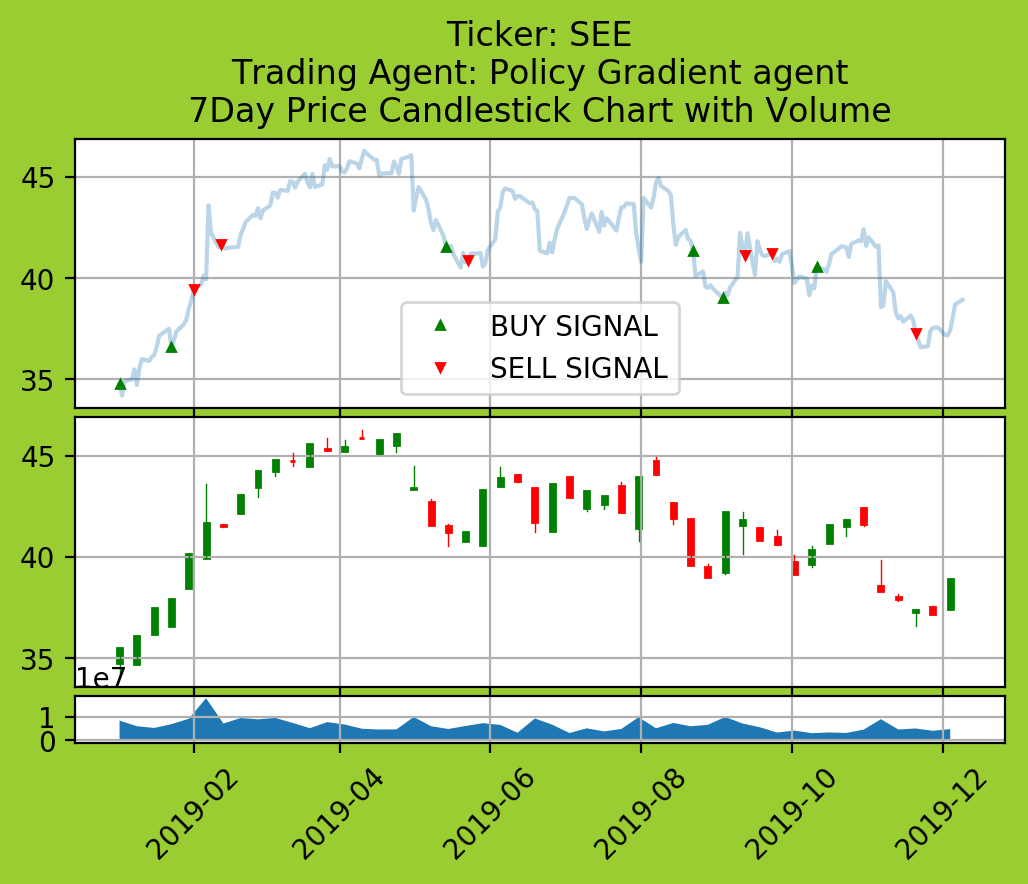 Ticker: SEE
Trading Agent: Policy Gradient agent
7Day Price Candlestick Chart with Volume
45
40
35
BUY SIGNAL
SELL SIGNAL
45
40
35
1e7
1
0
2019-02
2019-04
2019-06
2019-08
2019-10
2019-12